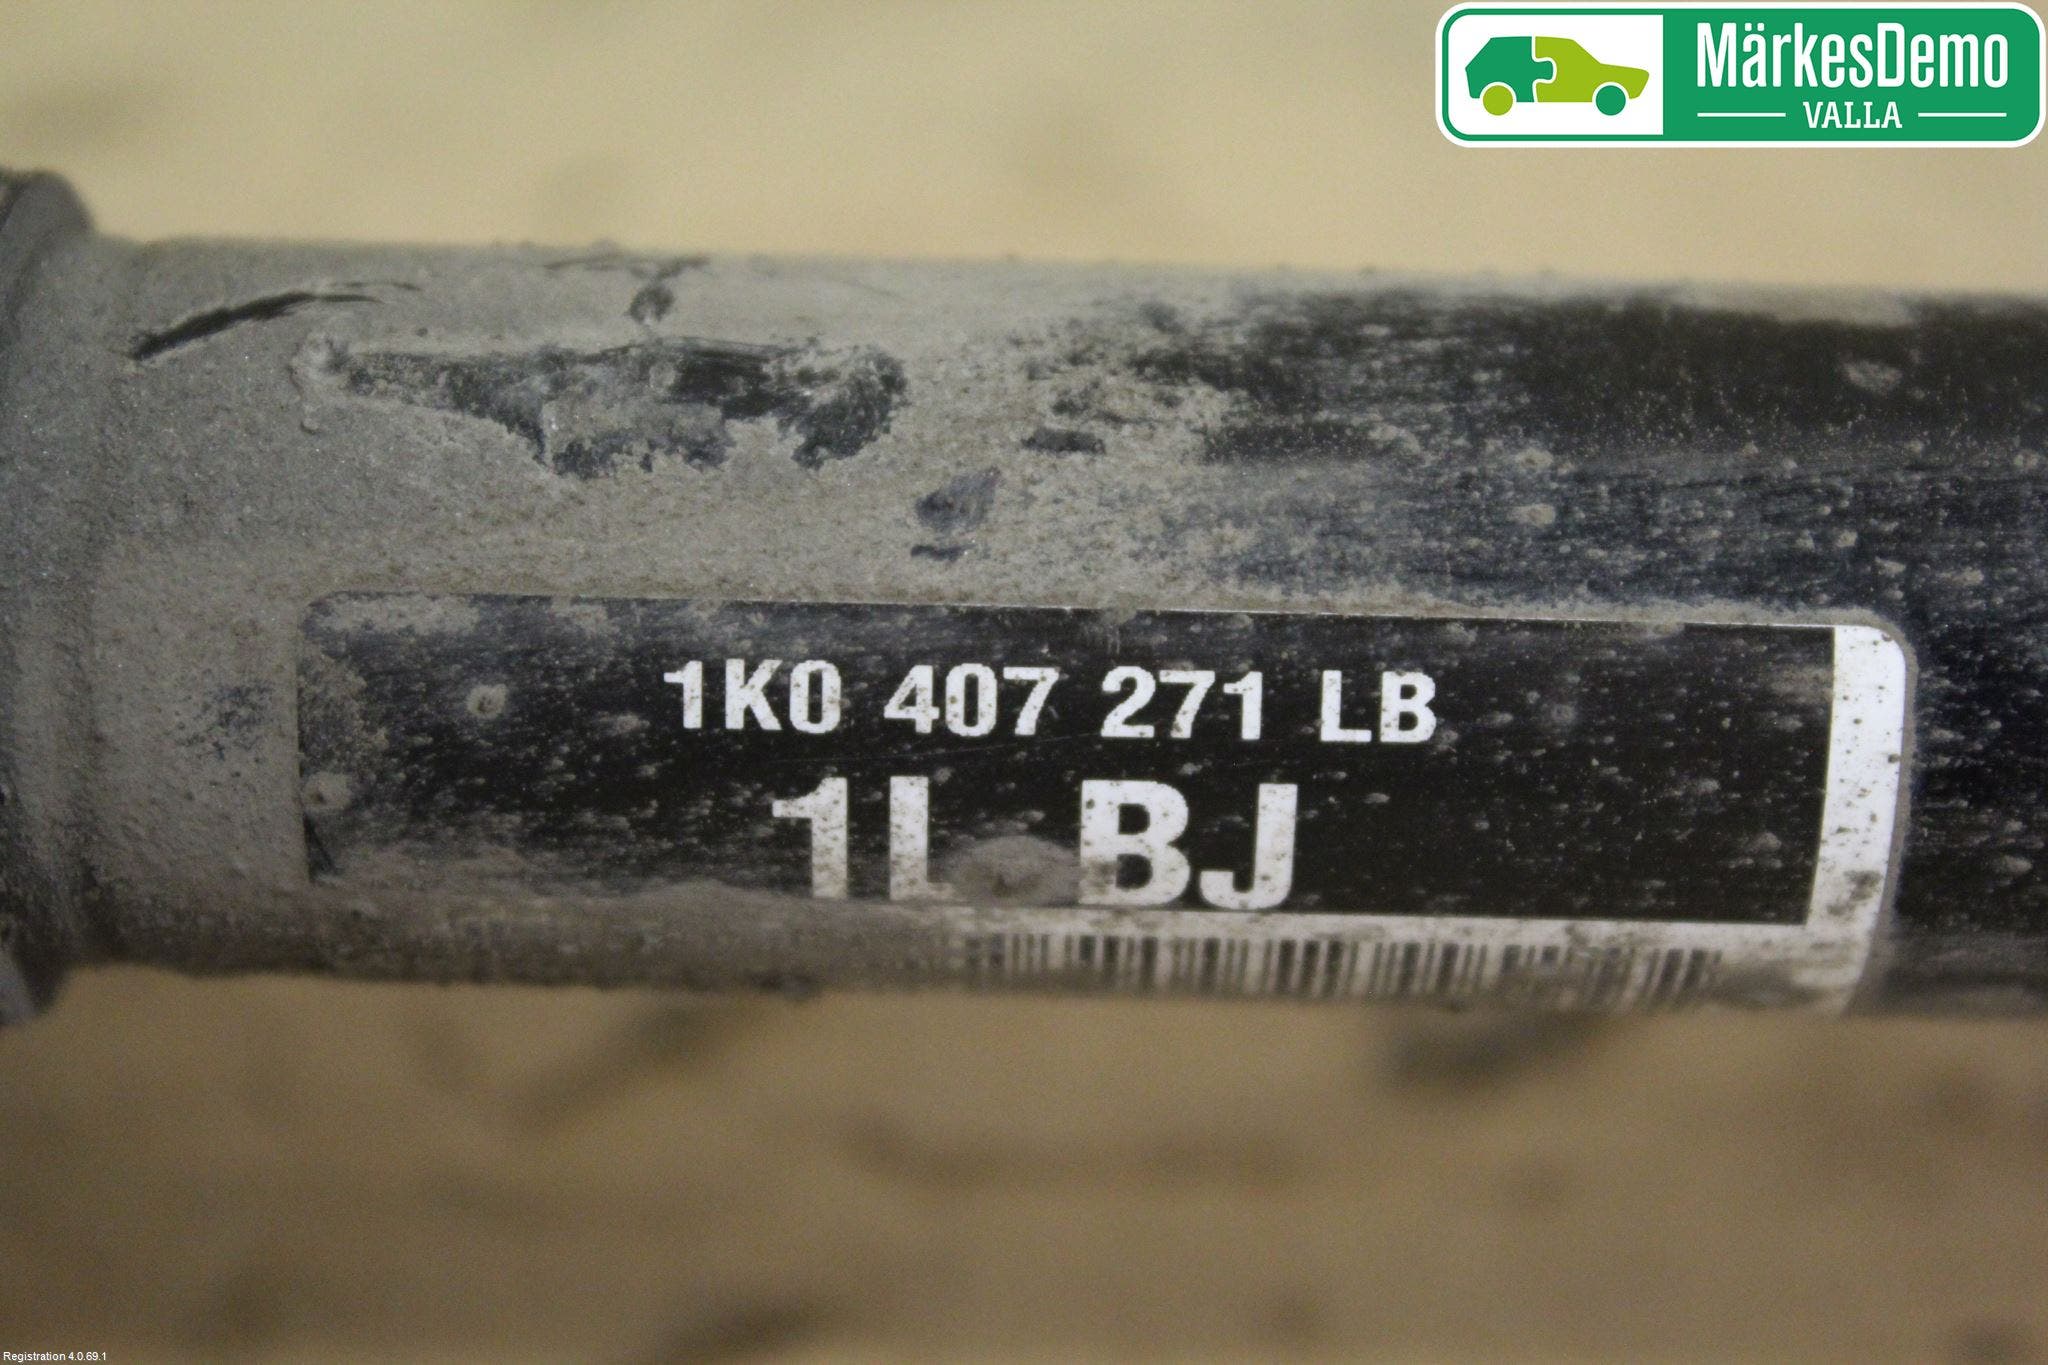 MärkesDemo
VALLA
1K0 407 271 LB
1L BJ
Registration 4.0.69.1